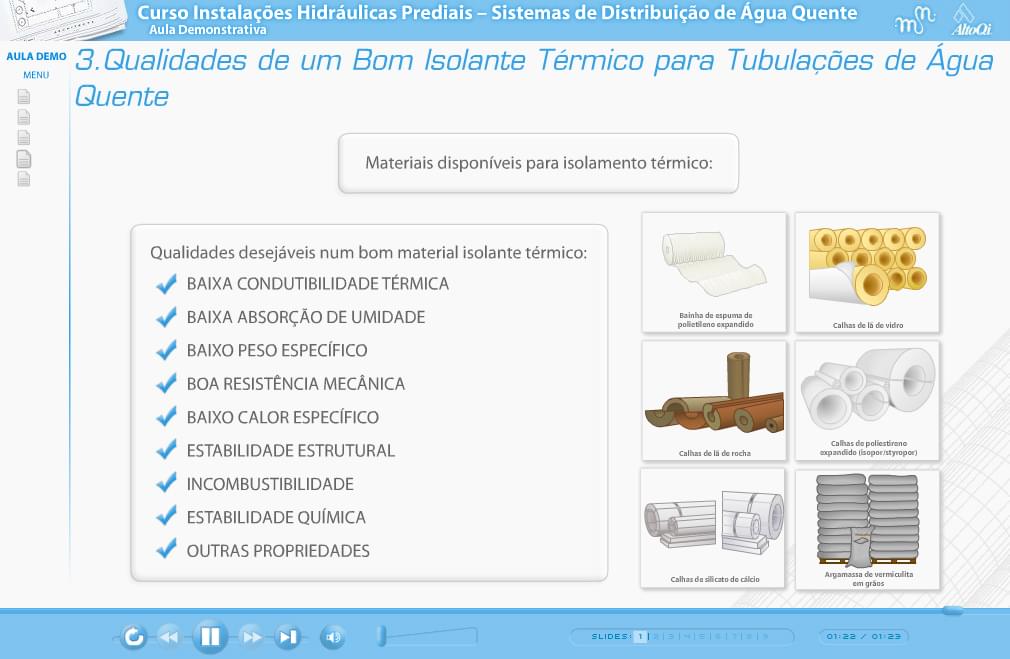 Curso Instalações Hidráulicas Prediais – Sistemas de Distribuição de Água Quente
Aula Demonstrativa
AltoQi
AULA DEMO
MENU
3.Qualidades de um Bom Isolante Térmico para Tubulações de Água
Quente
Materiais disponíveis para isolamento térmico:
Qualidades desejáveis num bom material isolante térmico:
BAIXA CONDUTIBILIDADE TÉRMICA
BAIXA ABSORÇÃO DE UMIDADE
BAIXO PESO ESPECÍFICO
BOA RESISTÊNCIA MECÂNICA
BAIXO CALOR ESPECÍFICO
ESTABILIDADE ESTRUTURAL
INCOMBUSTIBILIDADE
ESTABILIDADE QUÍMICA
OUTRAS PROPRIEDADES
Bainha de espuma de
polietileno expandido
Calhas de lã de vidro
Calhas de lã de rocha
Calhas de poliestireno
expandido (isopor/styropor)
Calhas de silicato de cálcio
Argamassa de vermiculita
em grãos
SLIDES: 1 | 2 | 3 | 4 | 5 | 6 | 7 | 8 | 9
01:22 / 01:23